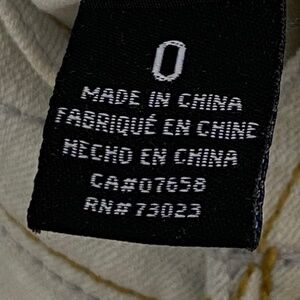 0
MADE IN CHINA
FABRIQUÉ EN CHINE
HECHO EN CHINA
CA#07658
RN#73023